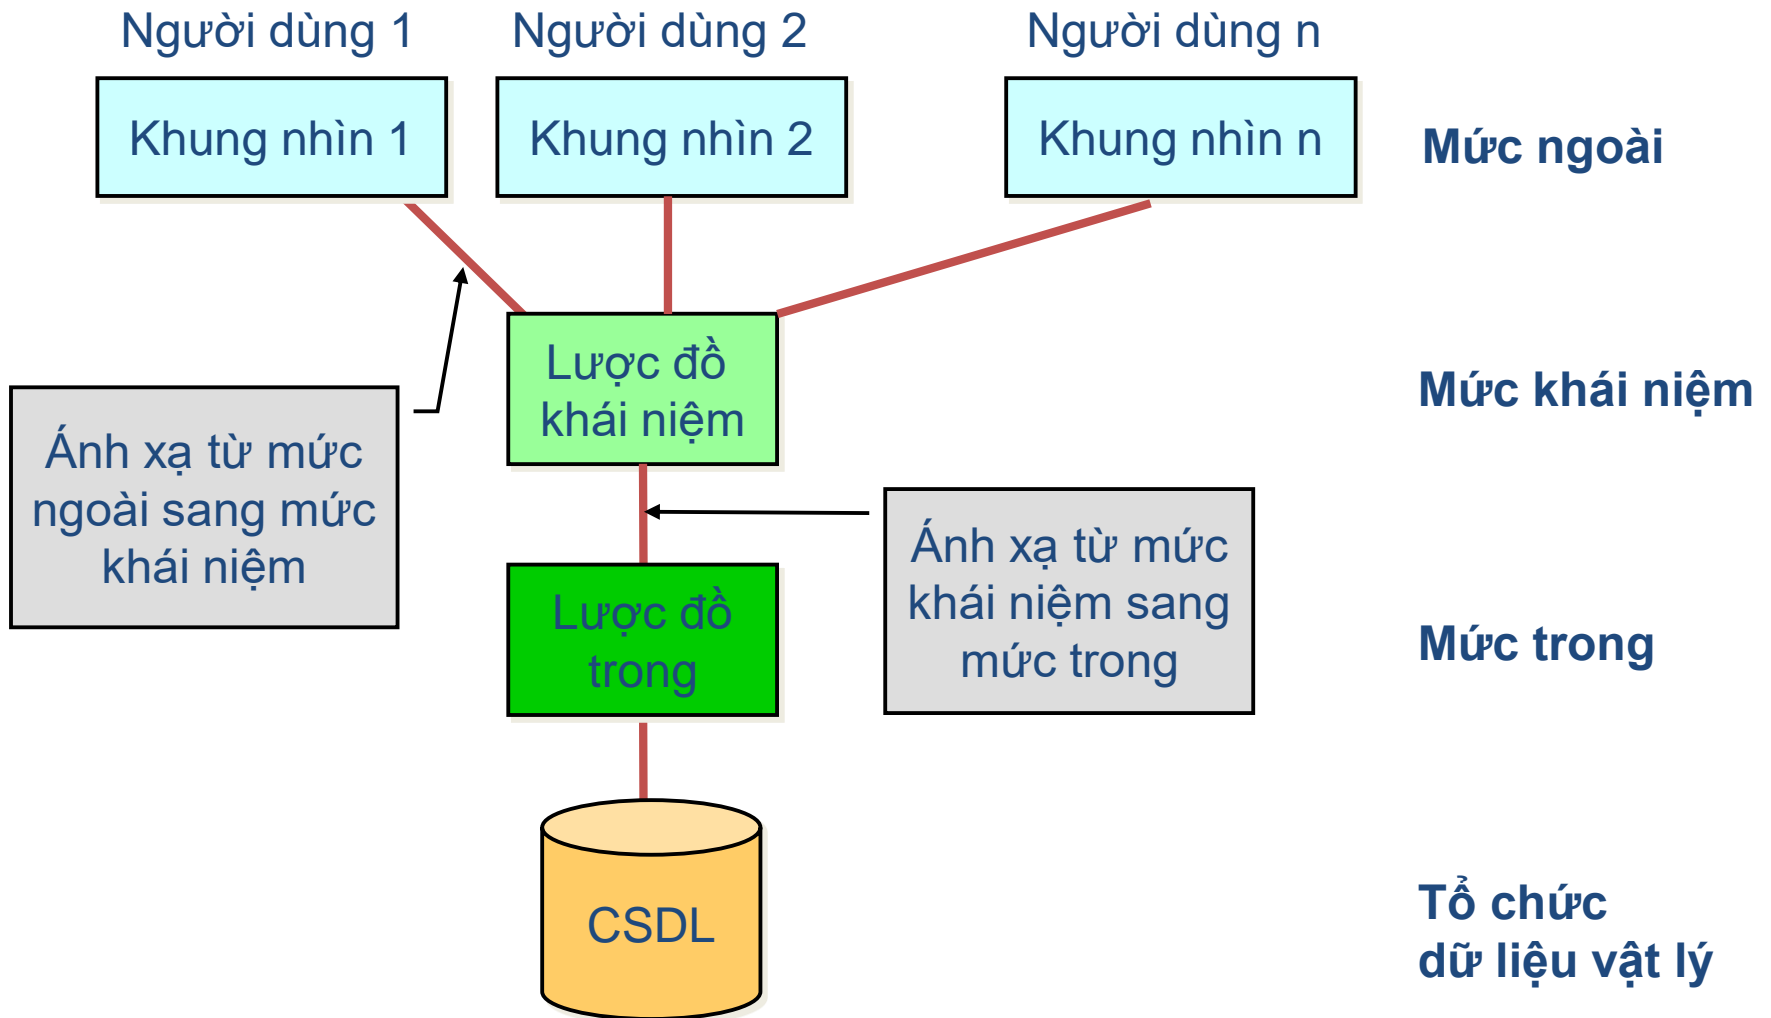 Người dùng 1
Người dùng 2
Người dùng n
Khung nhìn 1
Khung nhìn 2
Khung nhìn n
Mức ngoài
Lược đồ
khái niệm
Mức khái niệm
Ánh xạ từ mức
ngoài sang mức
khái niệm
Ánh xạ từ mức
khái niệm sang
mức trong
Lược đồ
trong
Mức trong
CSDL
Tổ chức
dữ liệu vật lý